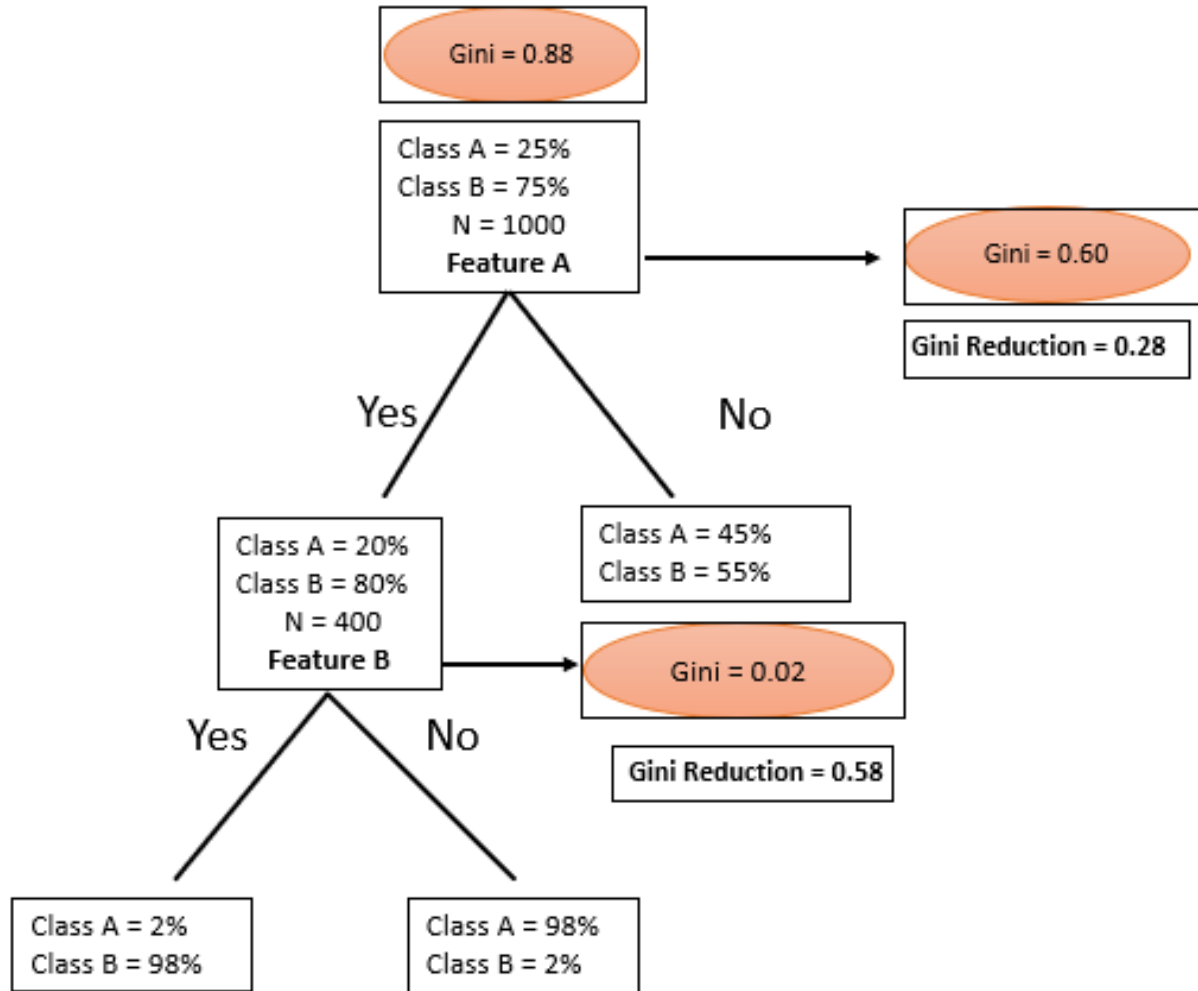 Gini = 0.88
Class A = 25%
Class B = 75%
N = 1000
Feature A
Gini = 0.60
Gini Reduction = 0.28
Yes
No
Class A = 20%
Class B = 80%
N = 400
Feature B
Class A = 45%
Class B = 55%
Gini = 0.02
Gini Reduction = 0.58
Yes
No
Class A = 2%
Class B = 98%
Class A = 98%
Class B = 2%